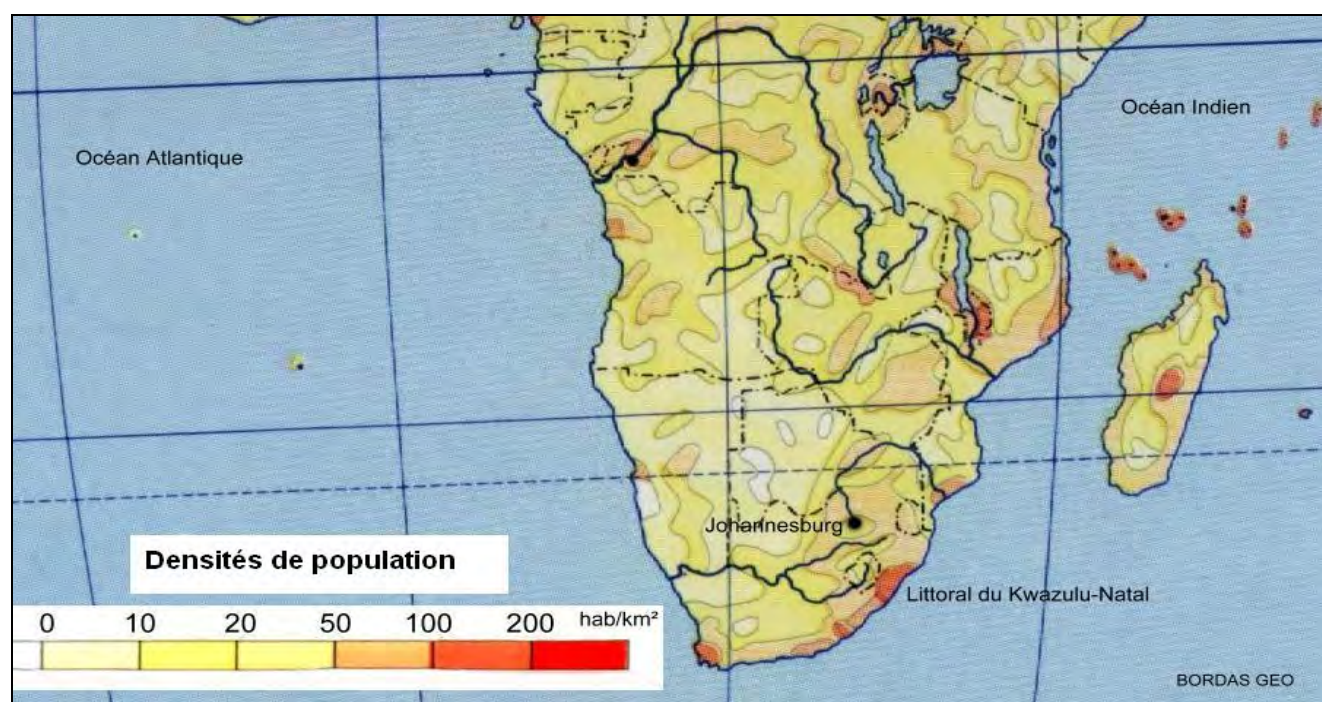 Océan Indien
Océan Atlantique
Johannesburg
Densités de population
Littoral du Kwazulu-Natal
0 10 20 50 100 200 hab/km²
BORDAS GEO